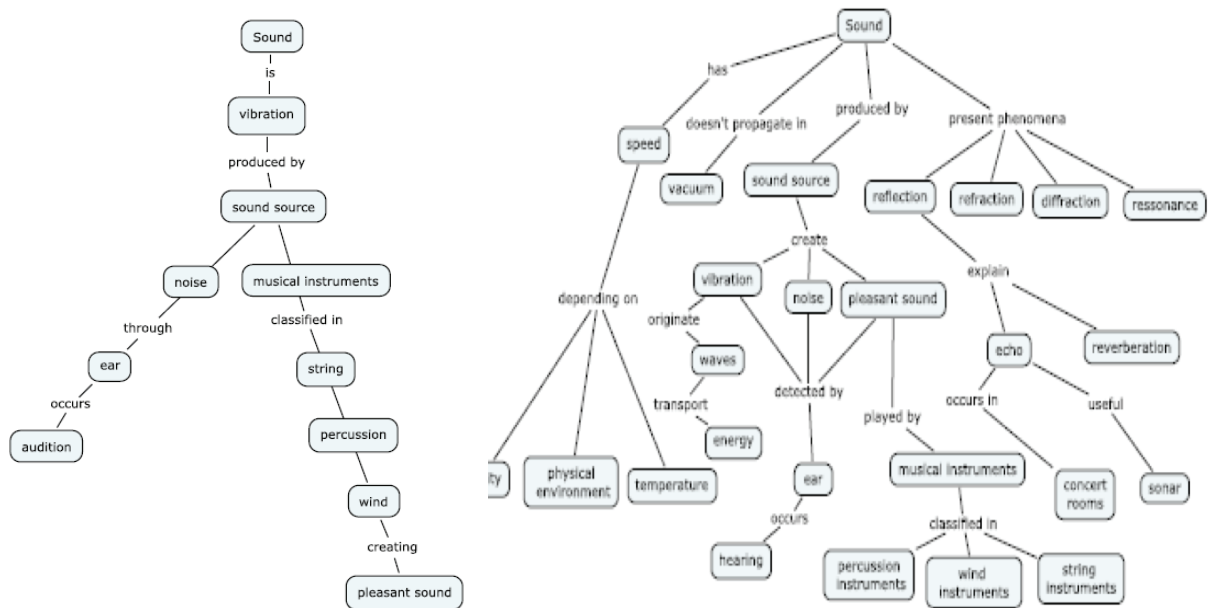 Sound
is
vibration
produced by
sound source
noise
musical instruments
through
classified in
ear
string
occurs
percussion
audition
wind
creating
pleasant sound
Sound
has
produced by
doesn't propagate in
present phenomena
speed
vacuum
sound source
reflection
refraction
diffraction
ressonance
create
explain
vibration
noise
pleasant sound
depending on
originate
waves
echo
reverberation
transport
detected by
occurs in
useful
played by
energy
ity
physical
environment
temperature
ear
musical instruments
concert
rooms
sonar
occurs
classified in
hearing
percussion
instruments
wind
instruments
string
instruments